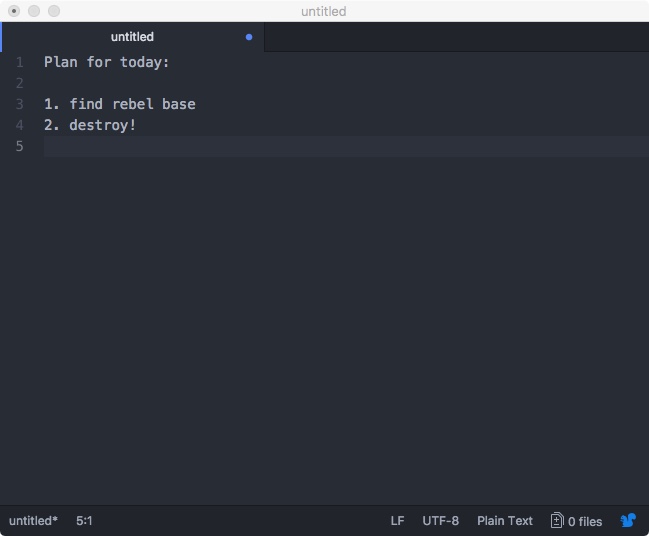 untitled
untitled
1 Plan for today:
2
3 1. find rebel base
4 2. destroy!
5
untitled* 5:1 LF UTF-8 Plain Text 0 files